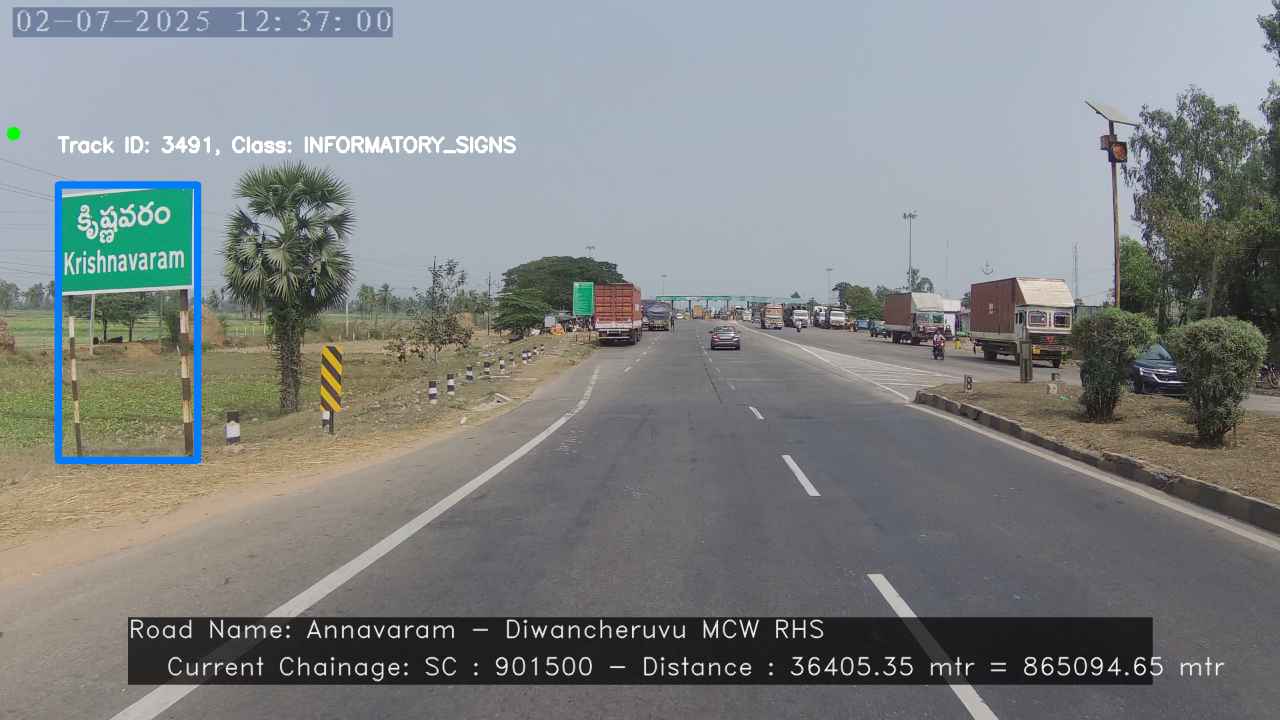 02-07-2025 12:37:00
Track ID: 3491, Class: INFORMATORY_SIGNS
కృిష్ణవరం
Krishnavaram
Road Name: Annavaram - Diwancheruvu MCW RHS
Current Chainage: SC : 901500 - Distance : 36405.35 mtr = 865094.65 mtr